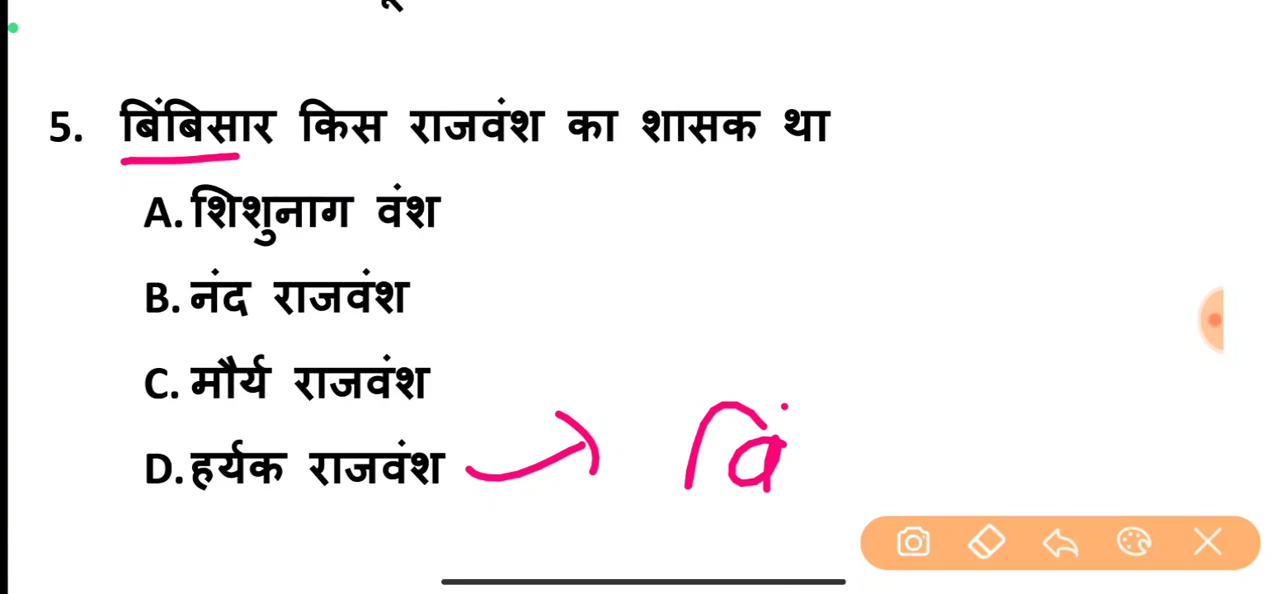 5. बिंबिसार किस राजवंश का शासक था
A. शिशुनाग वंश
B. नंद राजवंश
C. मौर्य राजवंश
D. हर्यक राजवंश → बिं